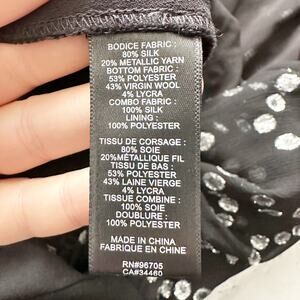 BODICE FABRIC :
80% SILK
20% METALLIC YARN
BOTTOM FABRIC :
53% POLYESTER
43% VIRGIN WOOL
4% LYCRA
COMBO FABRIC :
100% SILK
LINING :
100% POLYESTER
TISSU DE CORSAGE :
80% SOIE
20%METALLIQUE FIL
TISSU DE BAS :
53% POLYESTER
43% LAINE VIERGE
4% LYCRA
TISSUE COMBINE :
100% SOIE
DOUBLURE :
100% POLYESTER
MADE IN CHINA
FABRIQUE EN CHINE
RN#96706
CA#34460